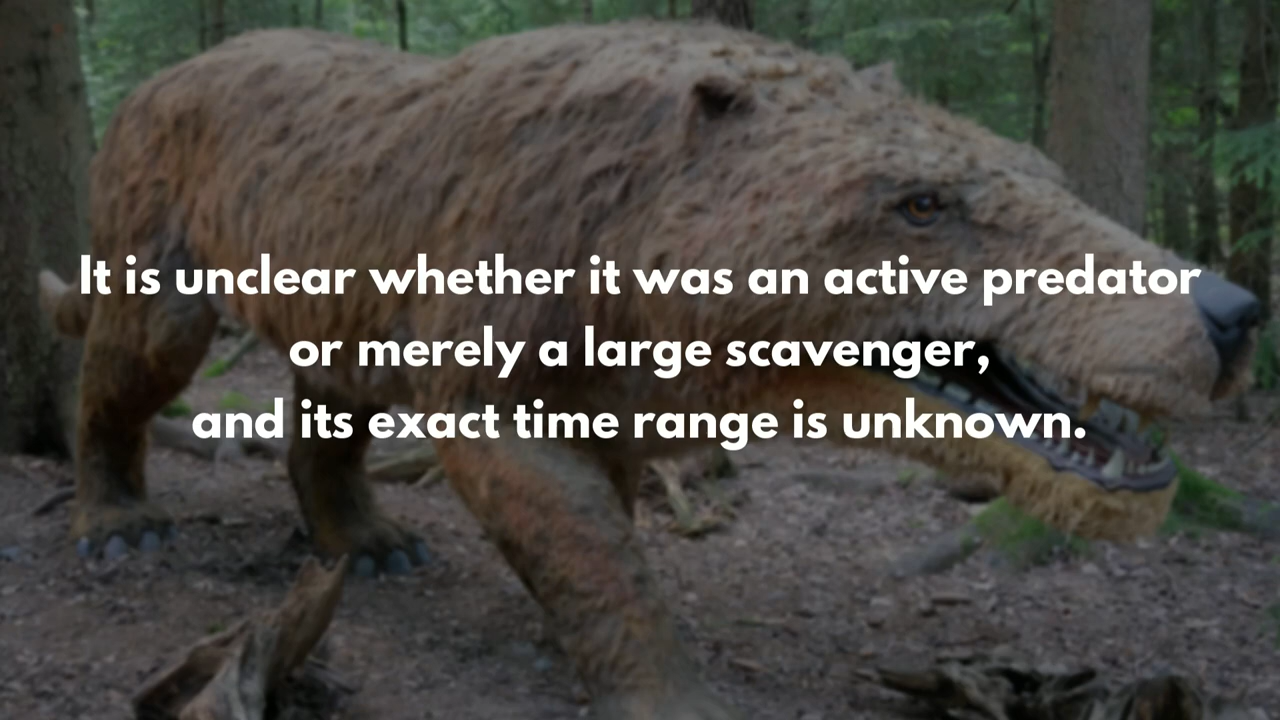 It is unclear whether it was an active predator
or merely a large scavenger,
and its exact time range is unknown.